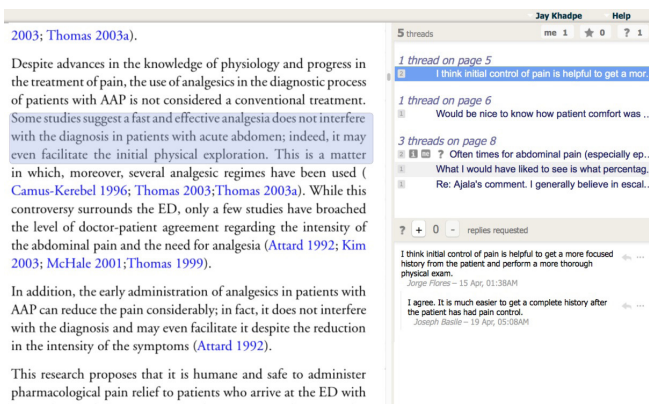 2003; Thomas 2003a).
Despite advances in the knowledge of physiology and progress in
the treatment of pain, the use of analgesics in the diagnostic process
of patients with AAP is not considered a conventional treatment.
Some studies suggest a fast and effective analgesia does not interfere
with the diagnosis in patients with acute abdomen; indeed, it may
even facilitate the initial physical exploration. This is a matter
in which, moreover, several analgesic regimes have been used (
Camus-Kerebel 1996; Thomas 2003;Thomas 2003a). While this
controversy surrounds the ED, only a few studies have broached
the level of doctor-patient agreement regarding the intensity of
the abdominal pain and the need for analgesia (Attard 1992; Kim
2003; McHale 2001;Thomas 1999).
In addition, the early administration of analgesics in patients with
AAP can reduce the pain considerably; in fact, it does not interfere
with the diagnosis and may even facilitate it despite the reduction
in the intensity of the symptoms (Attard 1992).
This research proposes that it is humane and safe to administer
pharmacological pain relief to patients who arrive at the ED with
Jay Khadpe Help
5 threads me 1 ★ 0 ? 1
1 thread on page 5
2 I think initial control of pain is helpful to get a mor.
1 thread on page 6
1 Would be nice to know how patient comfort was ..
3 threads on page 8
2 1 me ? Often times for abdominal pain (especially ep..
1 What I would have liked to see is what percentag.
1 Re: Ajala's comment. I generally believe in escal..
? + 0 - replies requested
I think initial control of pain is helpful to get a more focused
history from the patient and perform a more thorough
physical exam.
Jorge Flores – 15 Apr, 01:38AM
I agree. It is much easier to get a complete history after
the patient has had pain control.
Joseph Basile – 19 Apr, 05:08AM